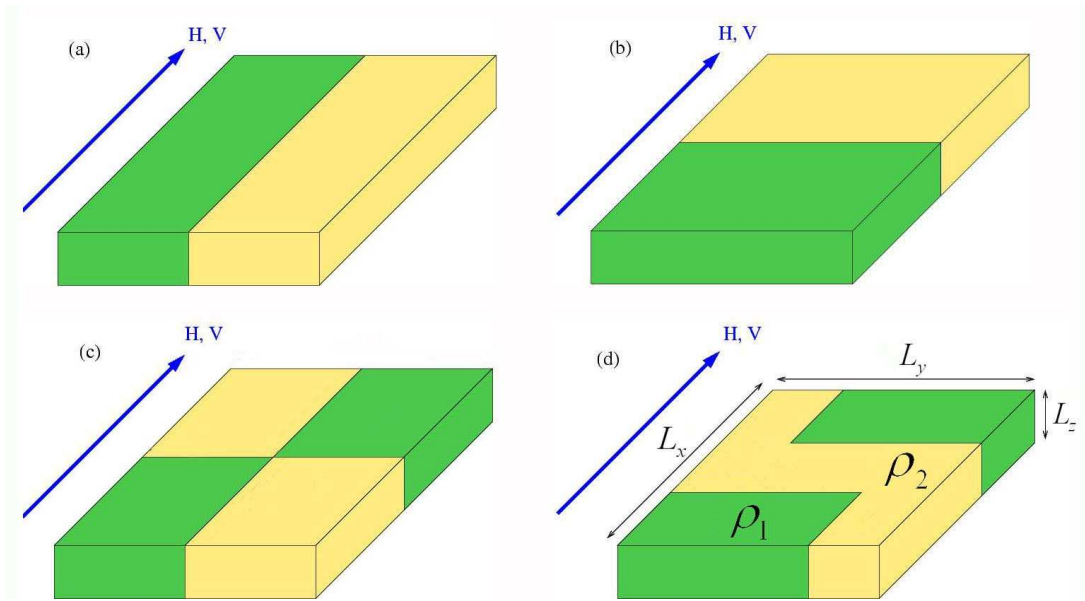 (a)
H, V
(b)
H, V
(c)
H, V
(d)
H, V
L_y
L_x
L_z
ρ_2
ρ_1